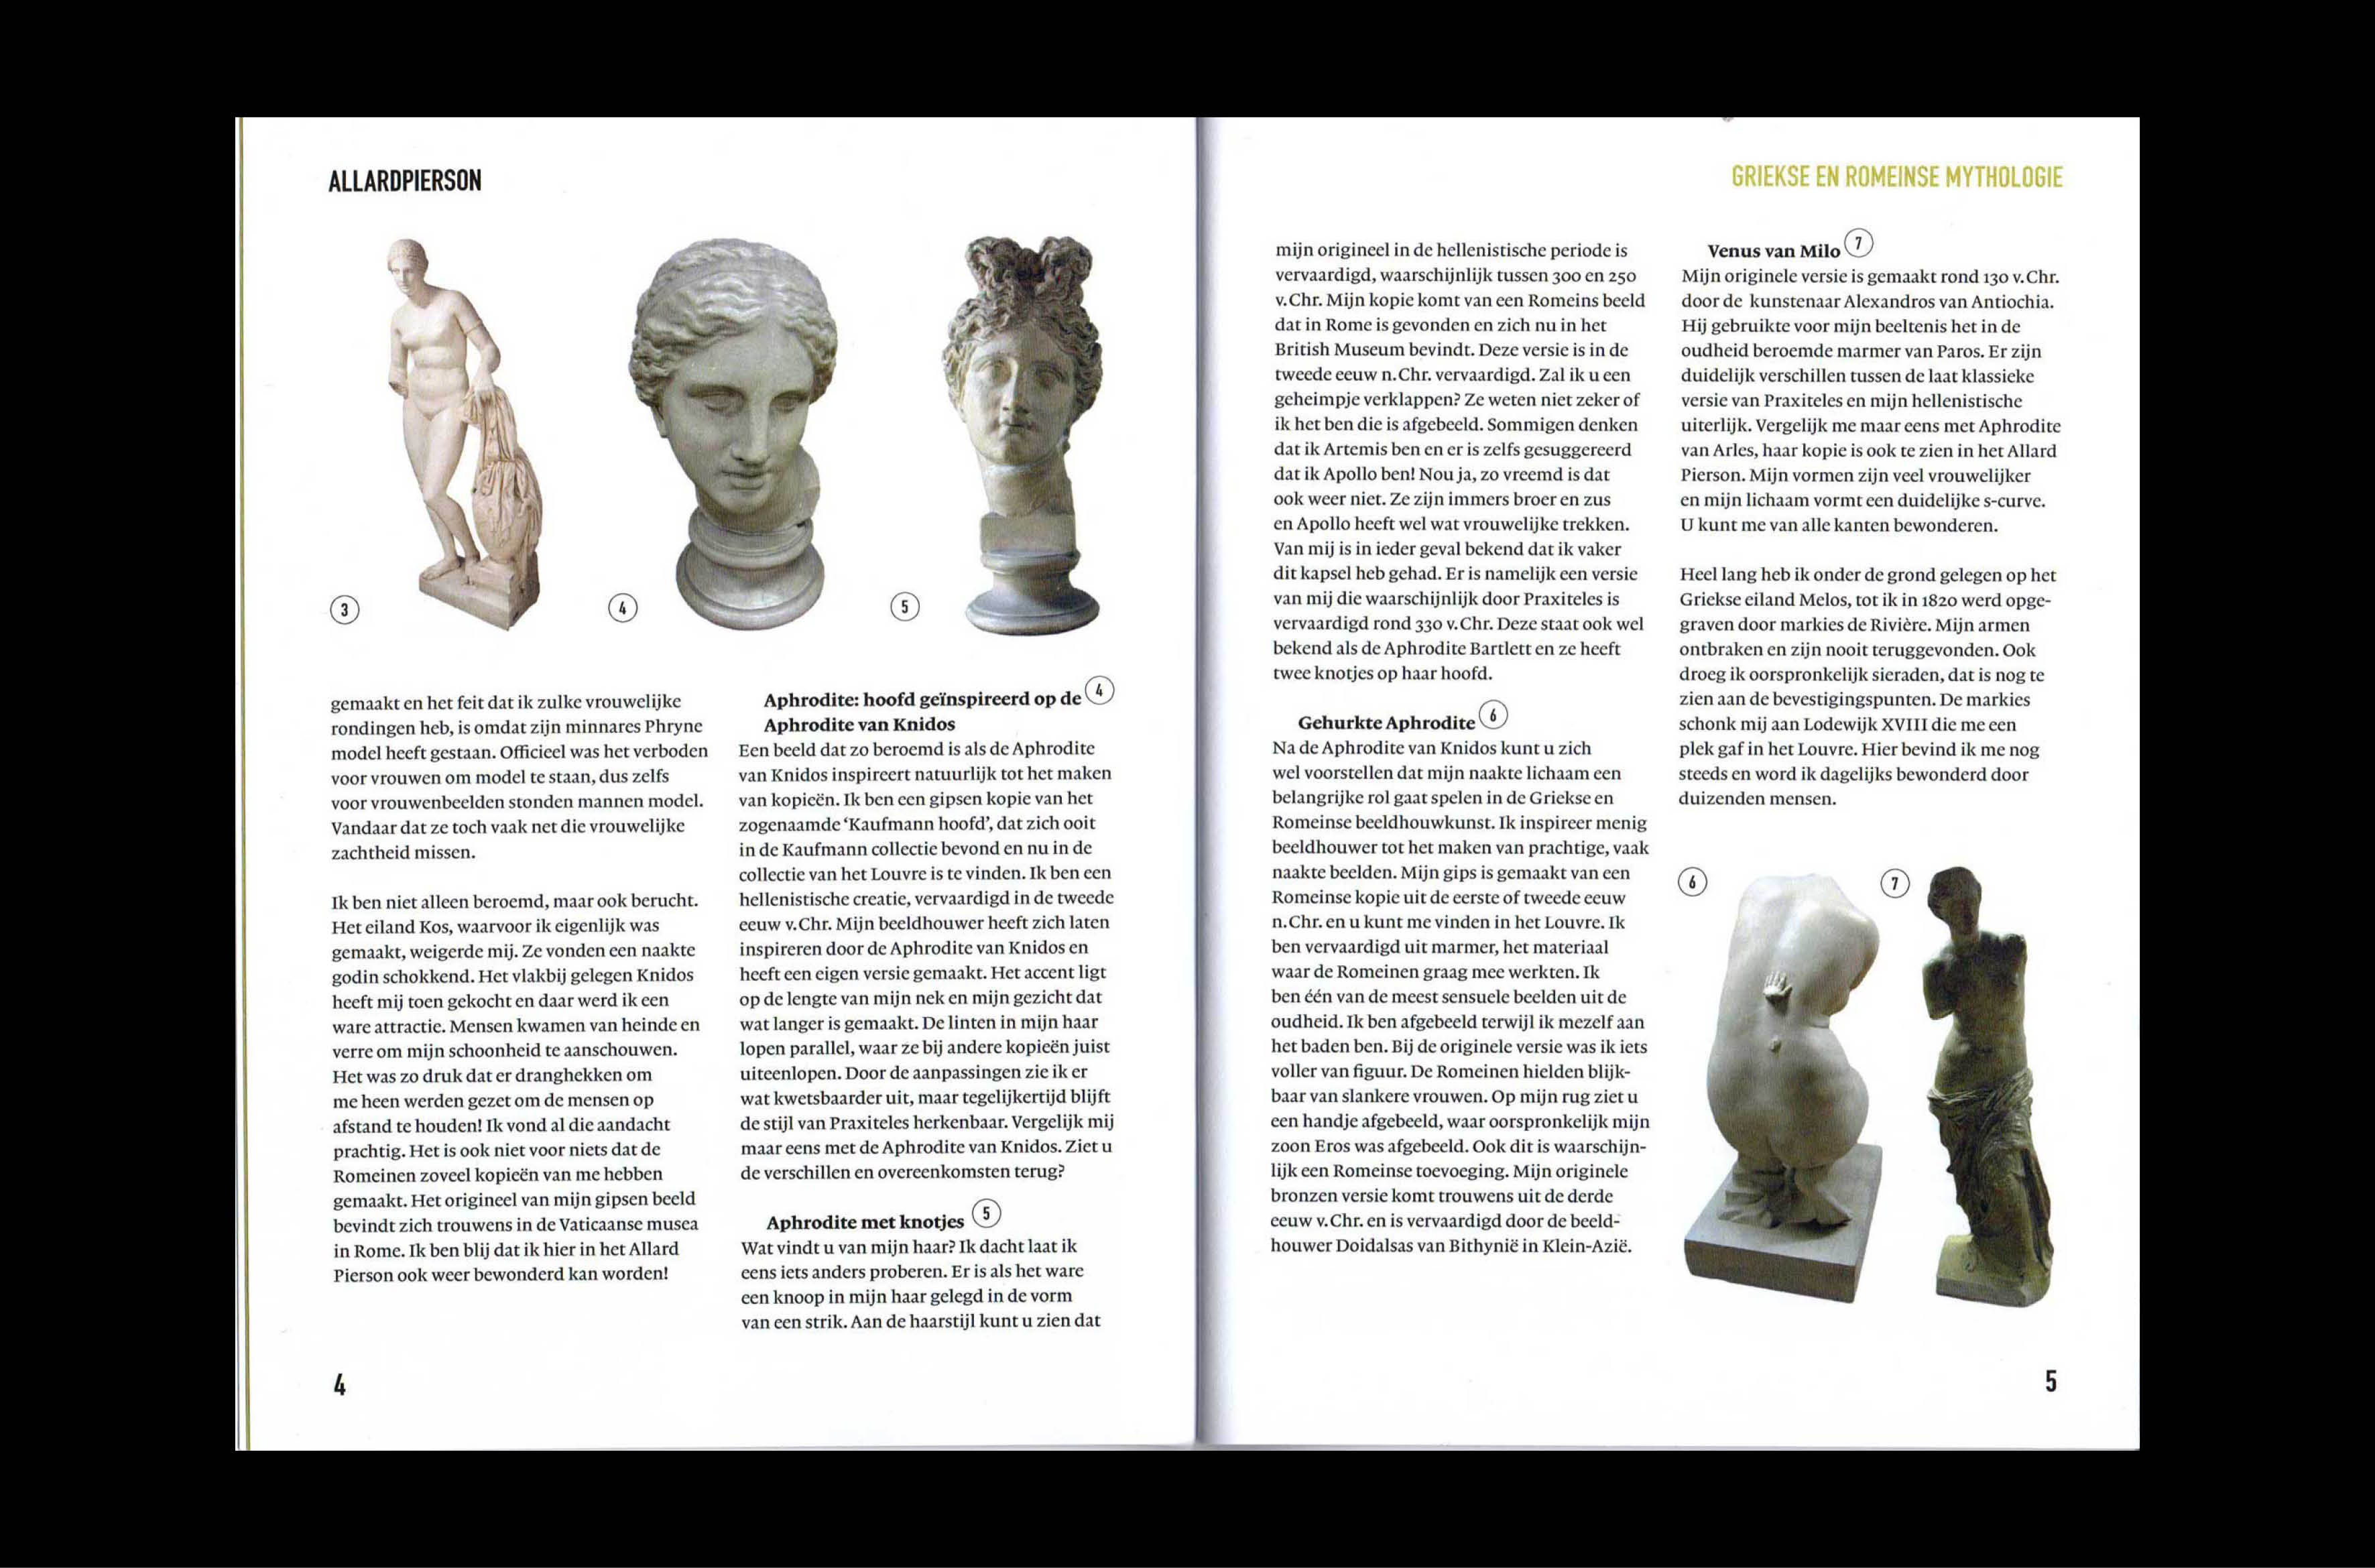 ALLARDPIERSON
3
4
5
gemaakt en het feit dat ik zulke vrouwelijke
rondingen heb, is omdat zijn minnares Phryne
model heeft gestaan. Officieel was het verboden
voor vrouwen om model te staan, dus zelfs
voor vrouwenbeelden stonden mannen model.
Vandaar dat ze toch vaak net die vrouwelijke
zachtheid missen.
Ik ben niet alleen beroemd, maar ook berucht.
Het eiland Kos, waarvoor ik eigenlijk was
gemaakt, weigerde mij. Ze vonden een naakte
godin schokkend. Het vlakbij gelegen Knidos
heeft mij toen gekocht en daar werd ik een
ware attractie. Mensen kwamen van heinde en
verre om mijn schoonheid te aanschouwen.
Het was zo druk dat er dranghekken om
me heen werden gezet om de mensen op
afstand te houden! Ik vond al die aandacht
prachtig. Het is ook niet voor niets dat de
Romeinen zoveel kopieën van me hebben
gemaakt. Het origineel van mijn gipsen beeld
bevindt zich trouwens in de Vaticaanse musea
in Rome. Ik ben blij dat ik hier in het Allard
Pierson ook weer bewonderd kan worden!
Aphrodite: hoofd geïnspireerd op de 4
Aphrodite van Knidos
Een beeld dat zo beroemd is als de Aphrodite
van Knidos inspireert natuurlijk tot het maken
van kopieën. Ik ben een gipsen kopie van het
zogenaamde ‘Kaufmann hoofd’, dat zich ooit
in de Kaufmann collectie bevond en nu in de
collectie van het Louvre is te vinden. Ik ben een
hellenistische creatie, vervaardigd in de tweede
eeuw v.Chr. Mijn beeldhouwer heeft zich laten
inspireren door de Aphrodite van Knidos en
heeft een eigen versie gemaakt. Het accent ligt
op de lengte van mijn nek en mijn gezicht dat
wat langer is gemaakt. De linten in mijn haar
lopen parallel, waar ze bij andere kopieën juist
uiteenlopen. Door de aanpassingen zie ik er
wat kwetsbaarder uit, maar tegelijkertijd blijft
de stijl van Praxiteles herkenbaar. Vergelijk mij
maar eens met de Aphrodite van Knidos. Ziet u
de verschillen en overeenkomsten terug?
Aphrodite met knotjes 5
Wat vindt u van mijn haar? Ik dacht laat ik
eens iets anders proberen. Er is als het ware
een knoop in mijn haar gelegd in de vorm
van een strik. Aan de haarstijl kunt u zien dat
4
GRIEKSE EN ROMEINSE MYTHOLOGIE
mijn origineel in de hellenistische periode is
vervaardigd, waarschijnlijk tussen 300 en 250
v.Chr. Mijn kopie komt van een Romeins beeld
dat in Rome is gevonden en zich nu in het
British Museum bevindt. Deze versie is in de
tweede eeuw n.Chr. vervaardigd. Zal ik u een
geheimpje verklappen? Ze weten niet zeker of
ik het ben die is afgebeeld. Sommigen denken
dat ik Artemis ben en er is zelfs gesuggereerd
dat ik Apollo ben! Nou ja, zo vreemd is dat
ook weer niet. Ze zijn immers broer en zus
en Apollo heeft wel wat vrouwelijke trekken.
Van mij is in ieder geval bekend dat ik vaker
dit kapsel heb gehad. Er is namelijk een versie
van mij die waarschijnlijk door Praxiteles is
vervaardigd rond 330 v.Chr. Deze staat ook wel
bekend als de Aphrodite Bartlett en ze heeft
twee knotjes op haar hoofd.
Gehurkte Aphrodite 6
Na de Aphrodite van Knidos kunt u zich
wel voorstellen dat mijn naakte lichaam een
belangrijke rol gaat spelen in de Griekse en
Romeinse beeldhouwkunst. Ik inspireer menig
beeldhouwer tot het maken van prachtige, vaak
naakte beelden. Mijn gips is gemaakt van een
Romeinse kopie uit de eerste of tweede eeuw
n.Chr. en u kunt me vinden in het Louvre. Ik
ben vervaardigd uit marmer, het materiaal
waar de Romeinen graag mee werkten. Ik
ben één van de meest sensuele beelden uit de
oudheid. Ik ben afgebeeld terwijl ik mezelf aan
het baden ben. Bij de originele versie was ik iets
voller van figuur. De Romeinen hielden blijk-
baar van slankere vrouwen. Op mijn rug ziet u
een handje afgebeeld, waar oorspronkelijk mijn
zoon Eros was afgebeeld. Ook dit is waarschijn-
lijk een Romeinse toevoeging. Mijn originele
bronzen versie komt trouwens uit de derde
eeuw v.Chr. en is vervaardigd door de beeld-
houwer Doidalsas van Bithynië in Klein-Azië.
Venus van Milo 7
Mijn originele versie is gemaakt rond 130 v.Chr.
door de kunstenaar Alexandros van Antiochia.
Hij gebruikte voor mijn beeltenis het in de
oudheid beroemde marmer van Paros. Er zijn
duidelijk verschillen tussen de laat klassieke
versie van Praxiteles en mijn hellenistische
uiterlijk. Vergelijk me maar eens met Aphrodite
van Arles, haar kopie is ook te zien in het Allard
Pierson. Mijn vormen zijn veel vrouwelijker
en mijn lichaam vormt een duidelijke s-curve.
U kunt me van alle kanten bewonderen.
Heel lang heb ik onder de grond gelegen op het
Griekse eiland Melos, tot ik in 1820 werd opge-
graven door markies de Rivière. Mijn armen
ontbraken en zijn nooit teruggevonden. Ook
droeg ik oorspronkelijk sieraden, dat is nog te
zien aan de bevestigingspunten. De markies
schonk mij aan Lodewijk XVIII die me een
plek gaf in het Louvre. Hier bevind ik me nog
steeds en word ik dagelijks bewonderd door
duizenden mensen.
6
7
5